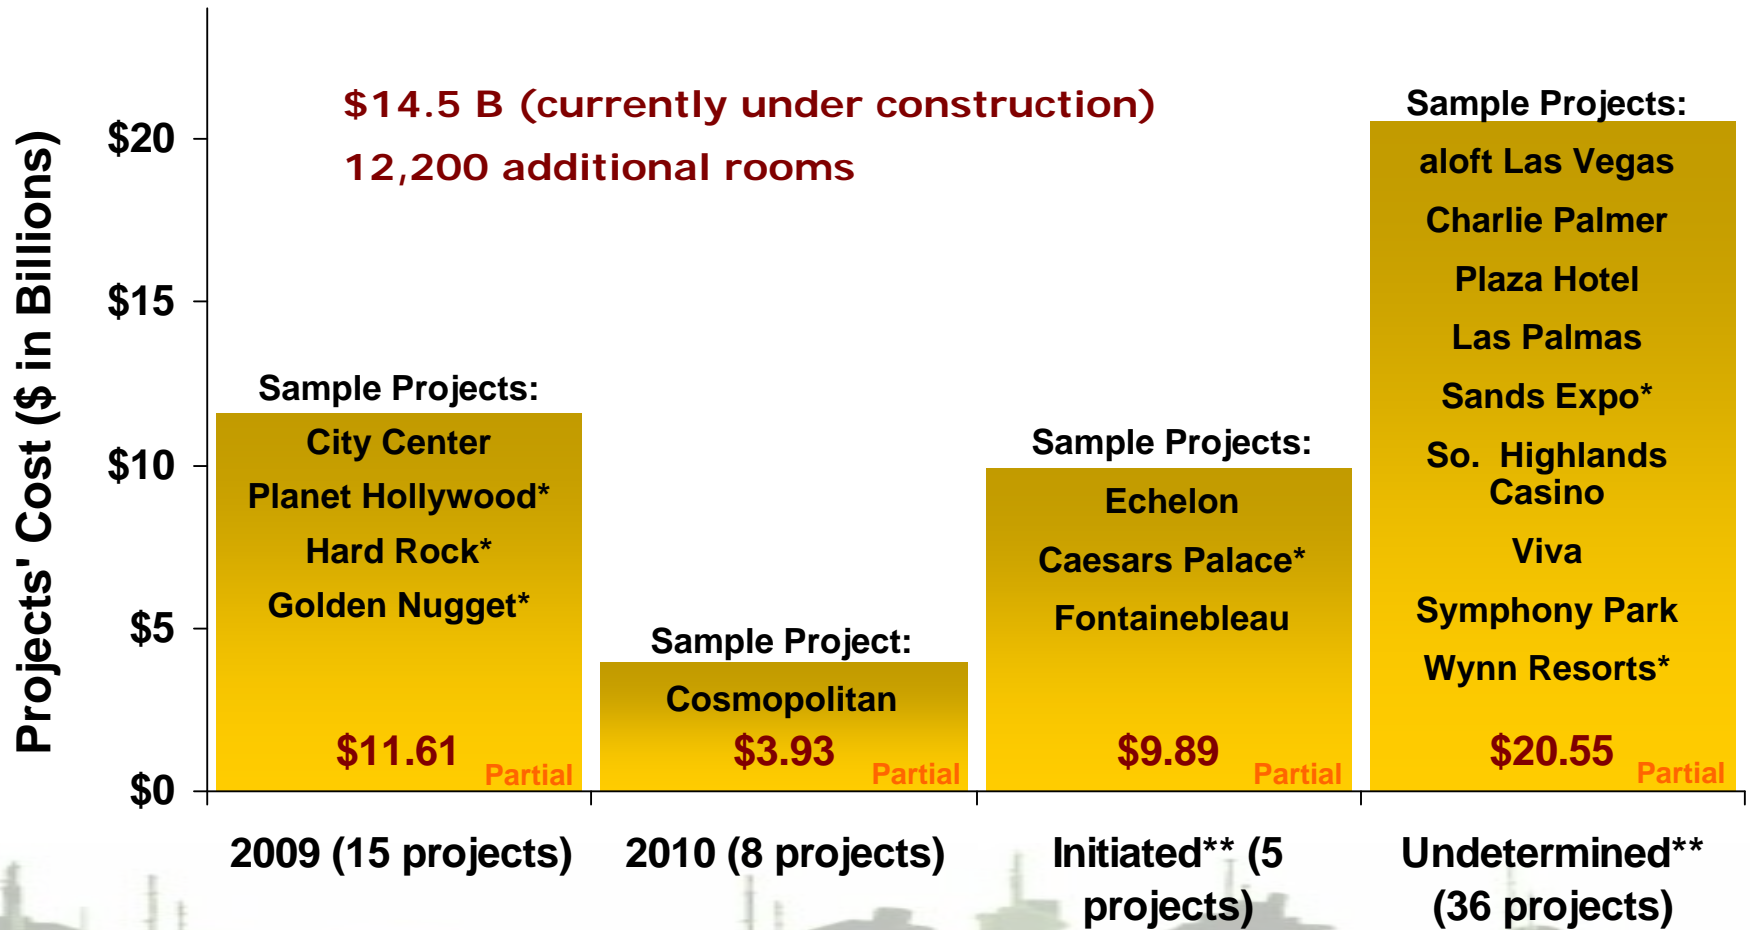 $14.5 B (currently under construction)
12,200 additional rooms
Projects' Cost ($ in Billions)
$20
$15
$10
$5
$0
Sample Projects:
City Center
Planet Hollywood*
Hard Rock*
Golden Nugget*
$11.61
Partial
Sample Project:
Cosmopolitan
$3.93
Partial
Sample Projects:
Echelon
Caesars Palace*
Fontainebleau
$9.89
Partial
Sample Projects:
aloft Las Vegas
Charlie Palmer
Plaza Hotel
Las Palmas
Sands Expo*
So. Highlands
Casino
Viva
Symphony Park
Wynn Resorts*
$20.55
Partial
2009 (15 projects)
2010 (8 projects)
Initiated** (5
projects)
Undetermined**
(36 projects)